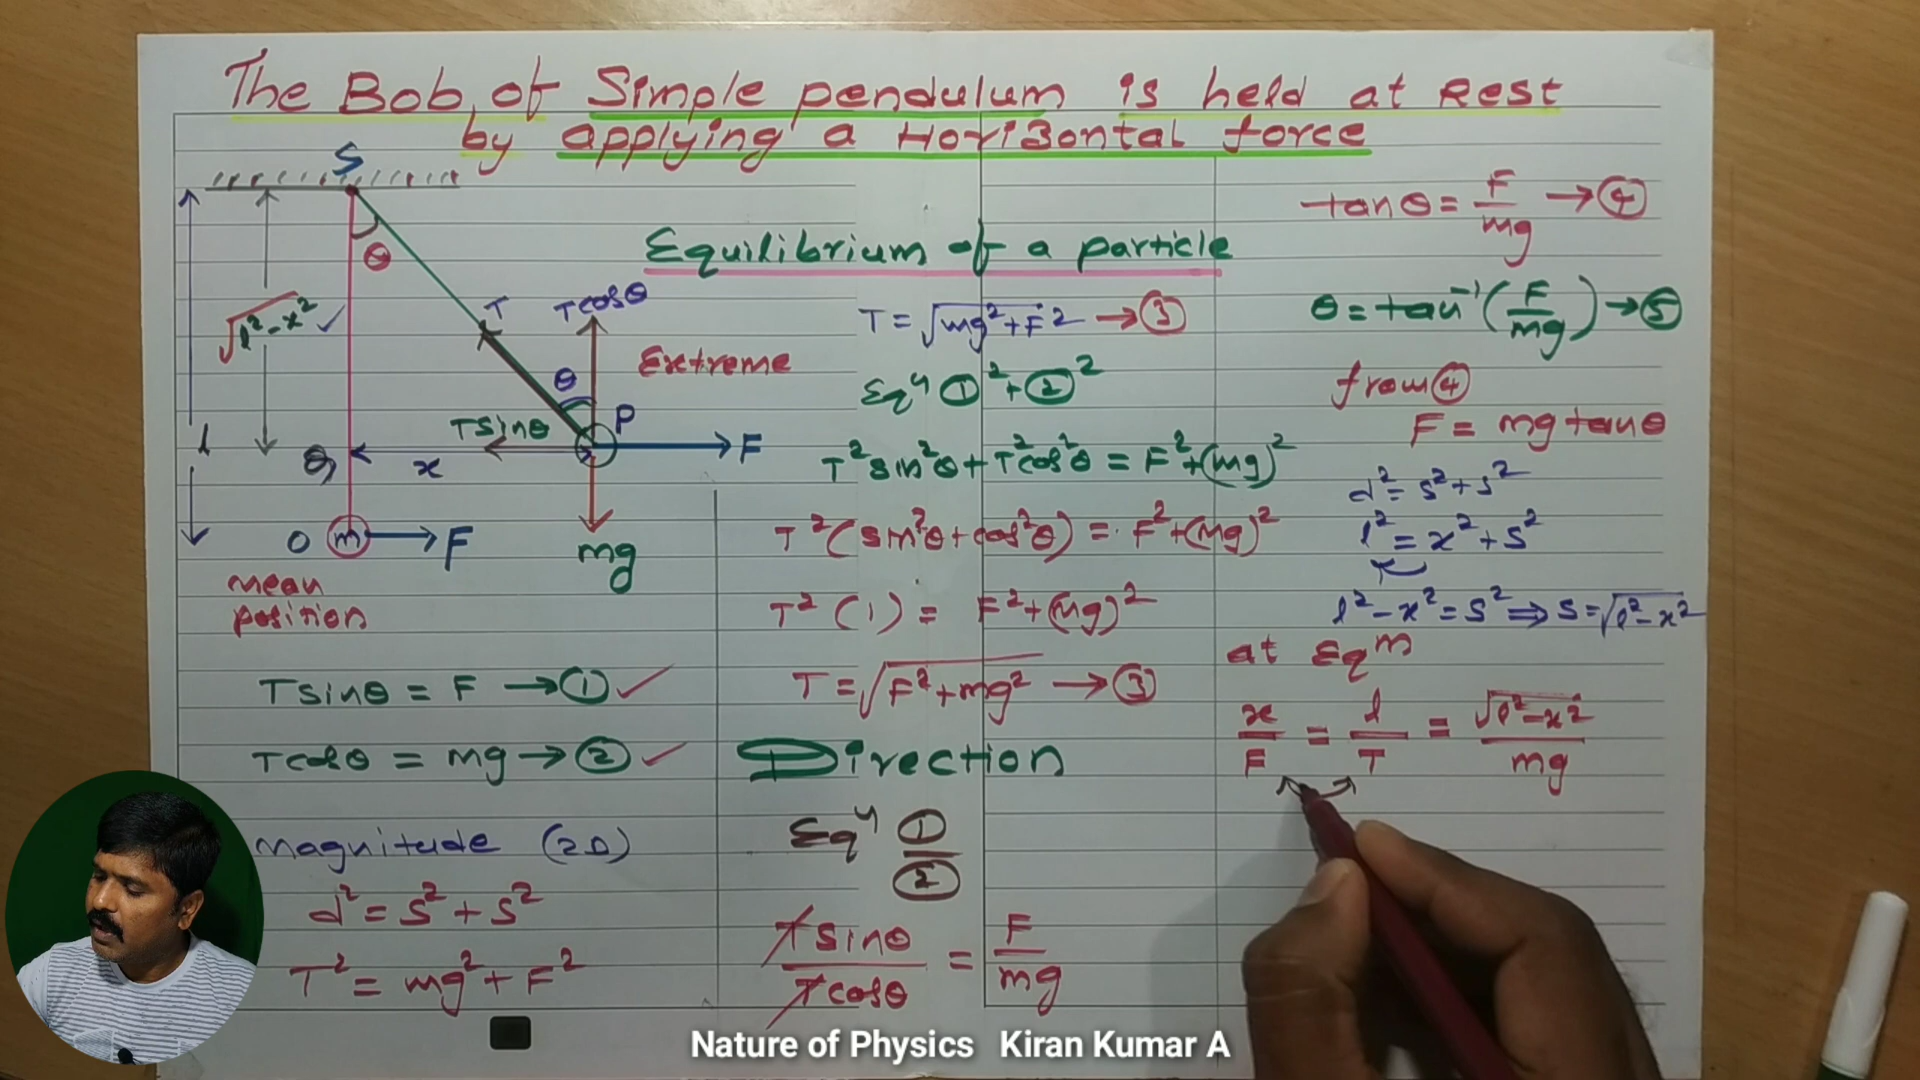 The Bob of Simple pendulum is held at Rest
by applying a Horizontal force
S
θ
√l²-x² ✓
l
T
Tcosθ
Extreme
θ
P
Tsinθ
F
x
O
m
F
mg
mean
position
Tsinθ = F → ① ✓
Tcosθ = mg → ② ✓
Magnitude (2D)
d² = s² + s²
T² = mg² + F²
Equilibrium of a particle
T = √mg²+F² → ③
Eqⁿ ①² + ②²
T²sin²θ + T²cos²θ = F² + (mg)²
T²(sin²θ + cos²θ) = F² + (mg)²
T²(1) = F² + (mg)²
T = √F² + mg² → ③
Direction
Eqⁿ ①/②
Tsinθ/Tcosθ = F/mg
tanθ = F/mg → ④
θ = tan⁻¹(F/mg) → ⑤
from ④
F = mg tanθ
d² = s² + s²
l² = x² + s²
l² - x² = s² ⇒ s = √l²-x²
at Eqᵐ
x/F = l/T = √l²-x²/mg
Nature of Physics Kiran Kumar A